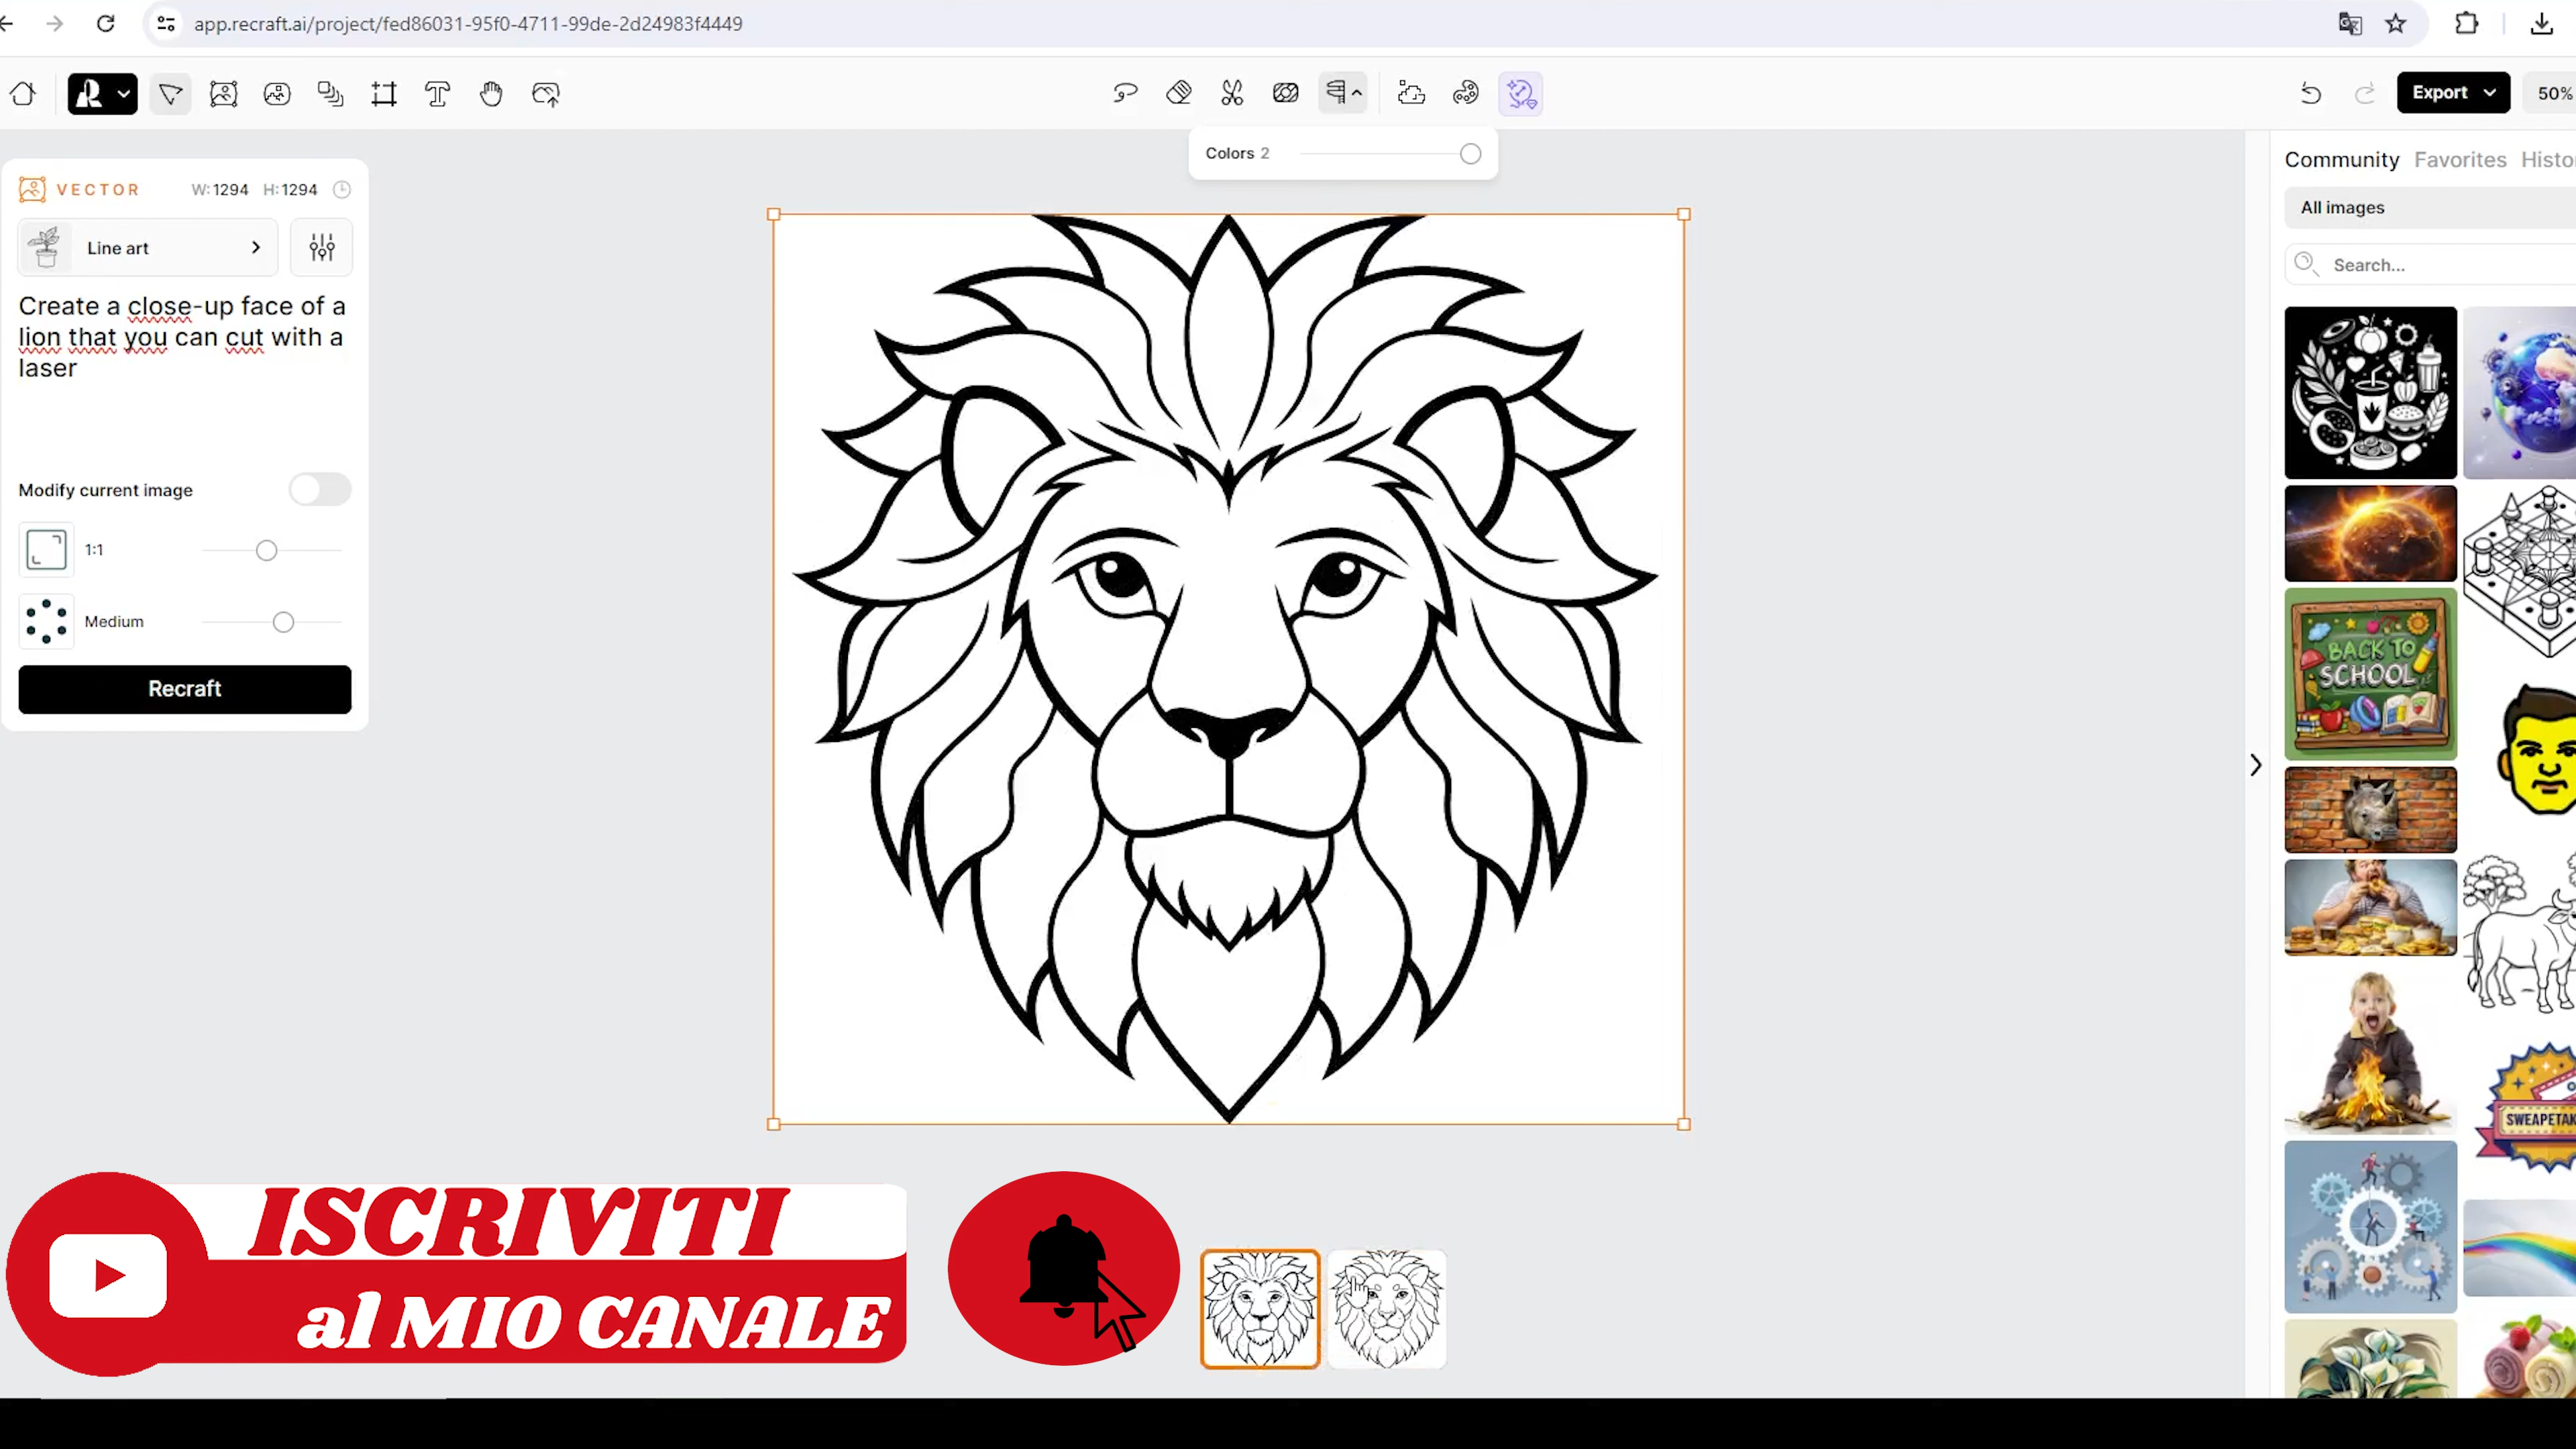 app.recraft.ai/project/fed86031-95f0-4711-99de-2d24983f4449
Export
50%
Colors 2
VECTOR W:1294 H:1294
Line art
Create a close-up face of a
lion that you can cut with a
laser
Modify current image
1:1
Medium
Recraft
Community Favorites Histo
All images
Search...
BACK TO
SCHOOL
SWEAPETAK
ISCRIVITI
al MIO CANALE